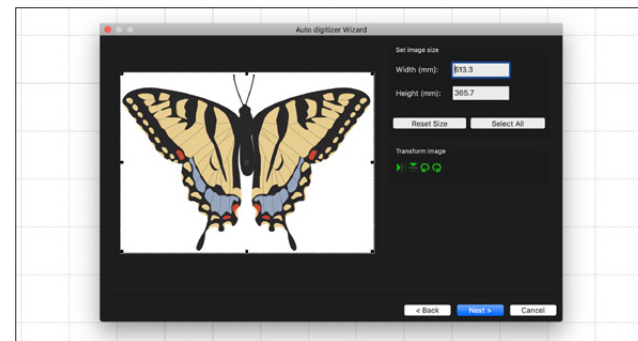 Auto digitizer Wizard
Set image size
Width (mm): 513.3
Height (mm): 365.7
Reset Size Select All
Transform image
< Back Next > Cancel